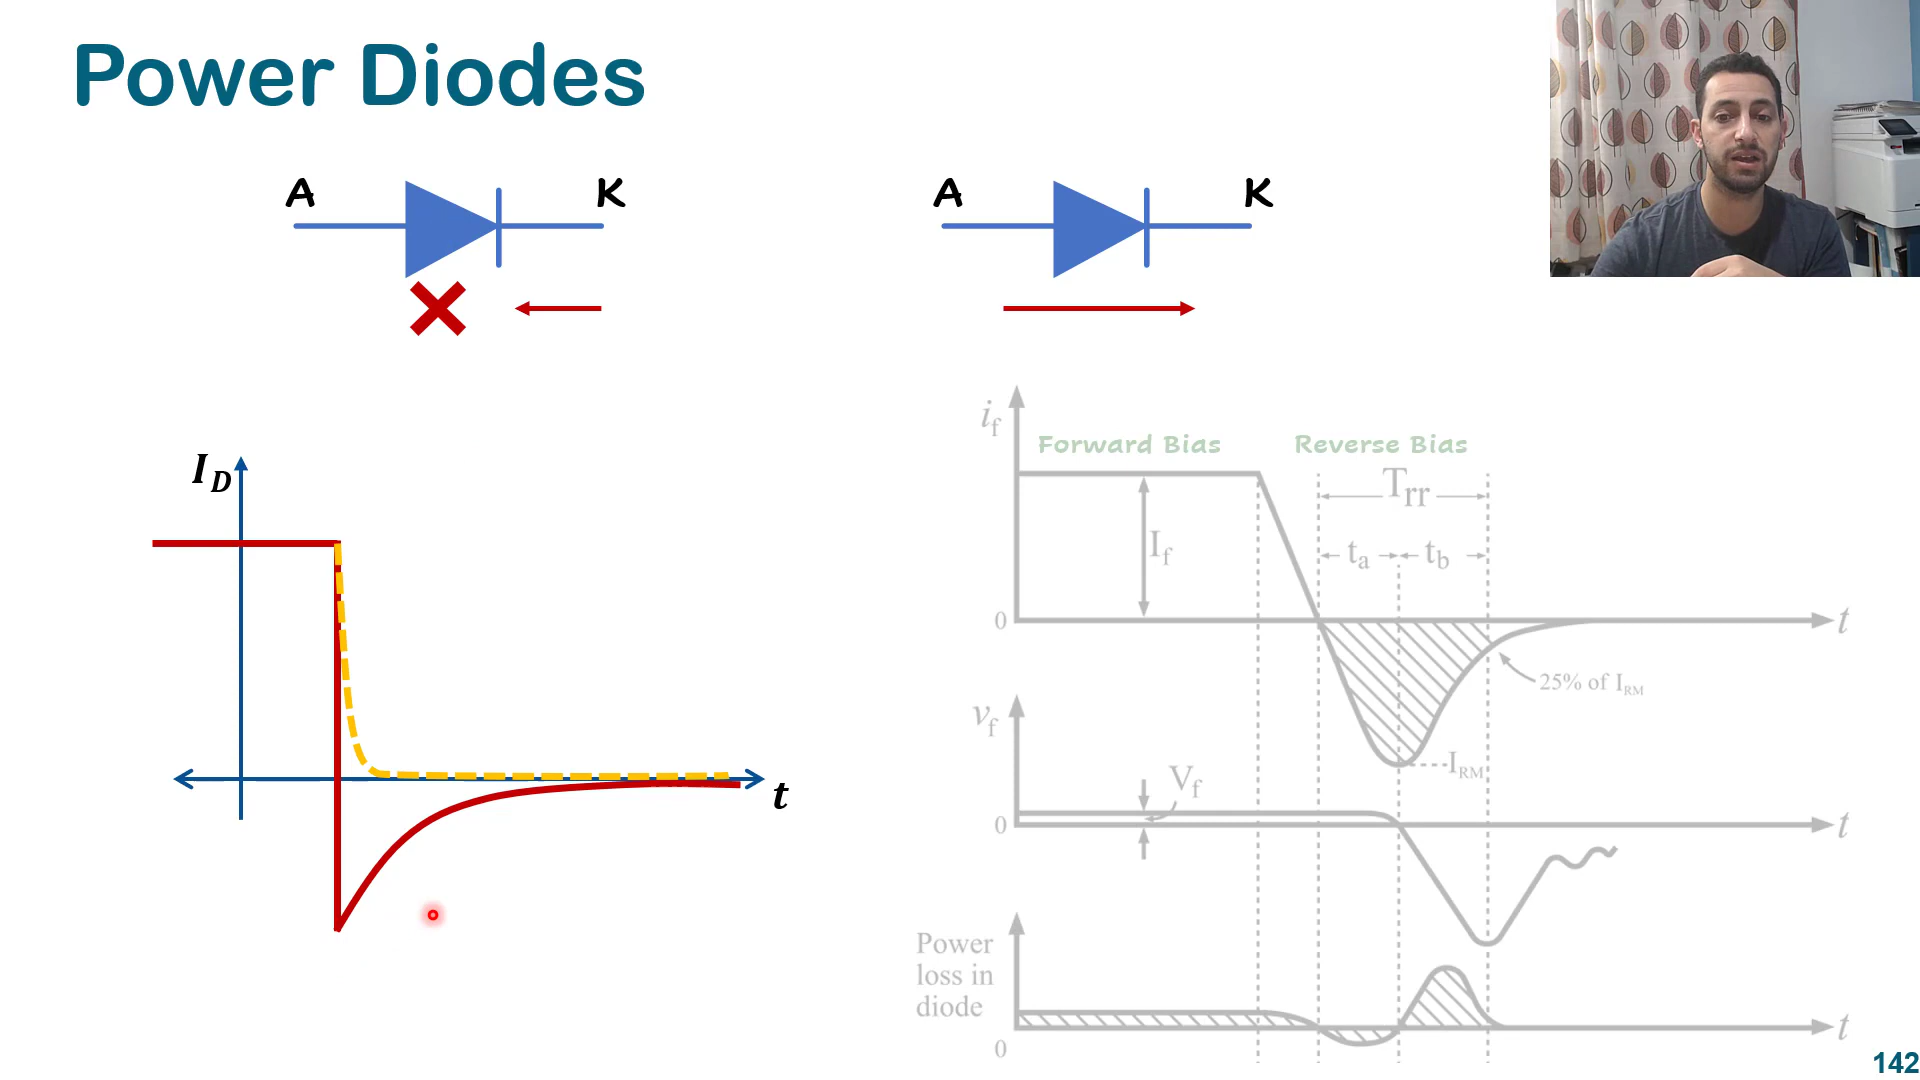 Power Diodes
A K
A K
I_D
t
i_f
Forward Bias
Reverse Bias
T_rr
t_a t_b
I_f
0
t
25% of I_RM
I_RM
v_f
V_f
0
t
Power
loss in
diode
0
t
142